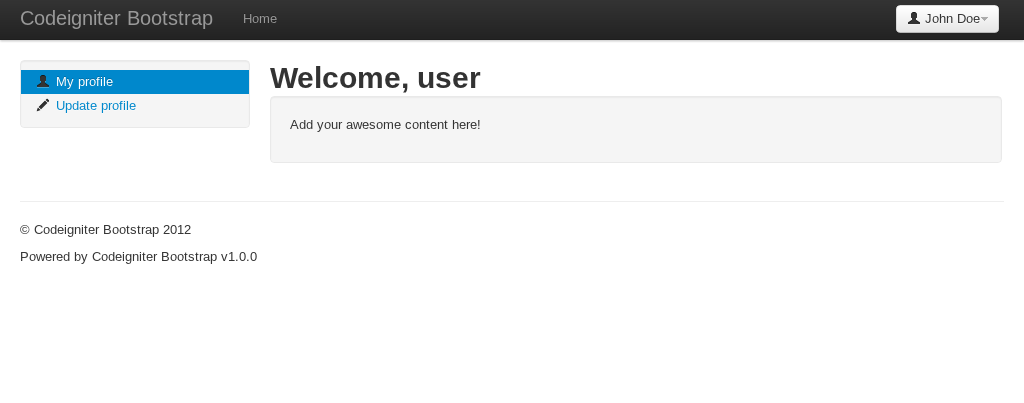 Codeigniter Bootstrap Home John Doe
My profile
Update profile
Welcome, user
Add your awesome content here!
© Codeigniter Bootstrap 2012
Powered by Codeigniter Bootstrap v1.0.0